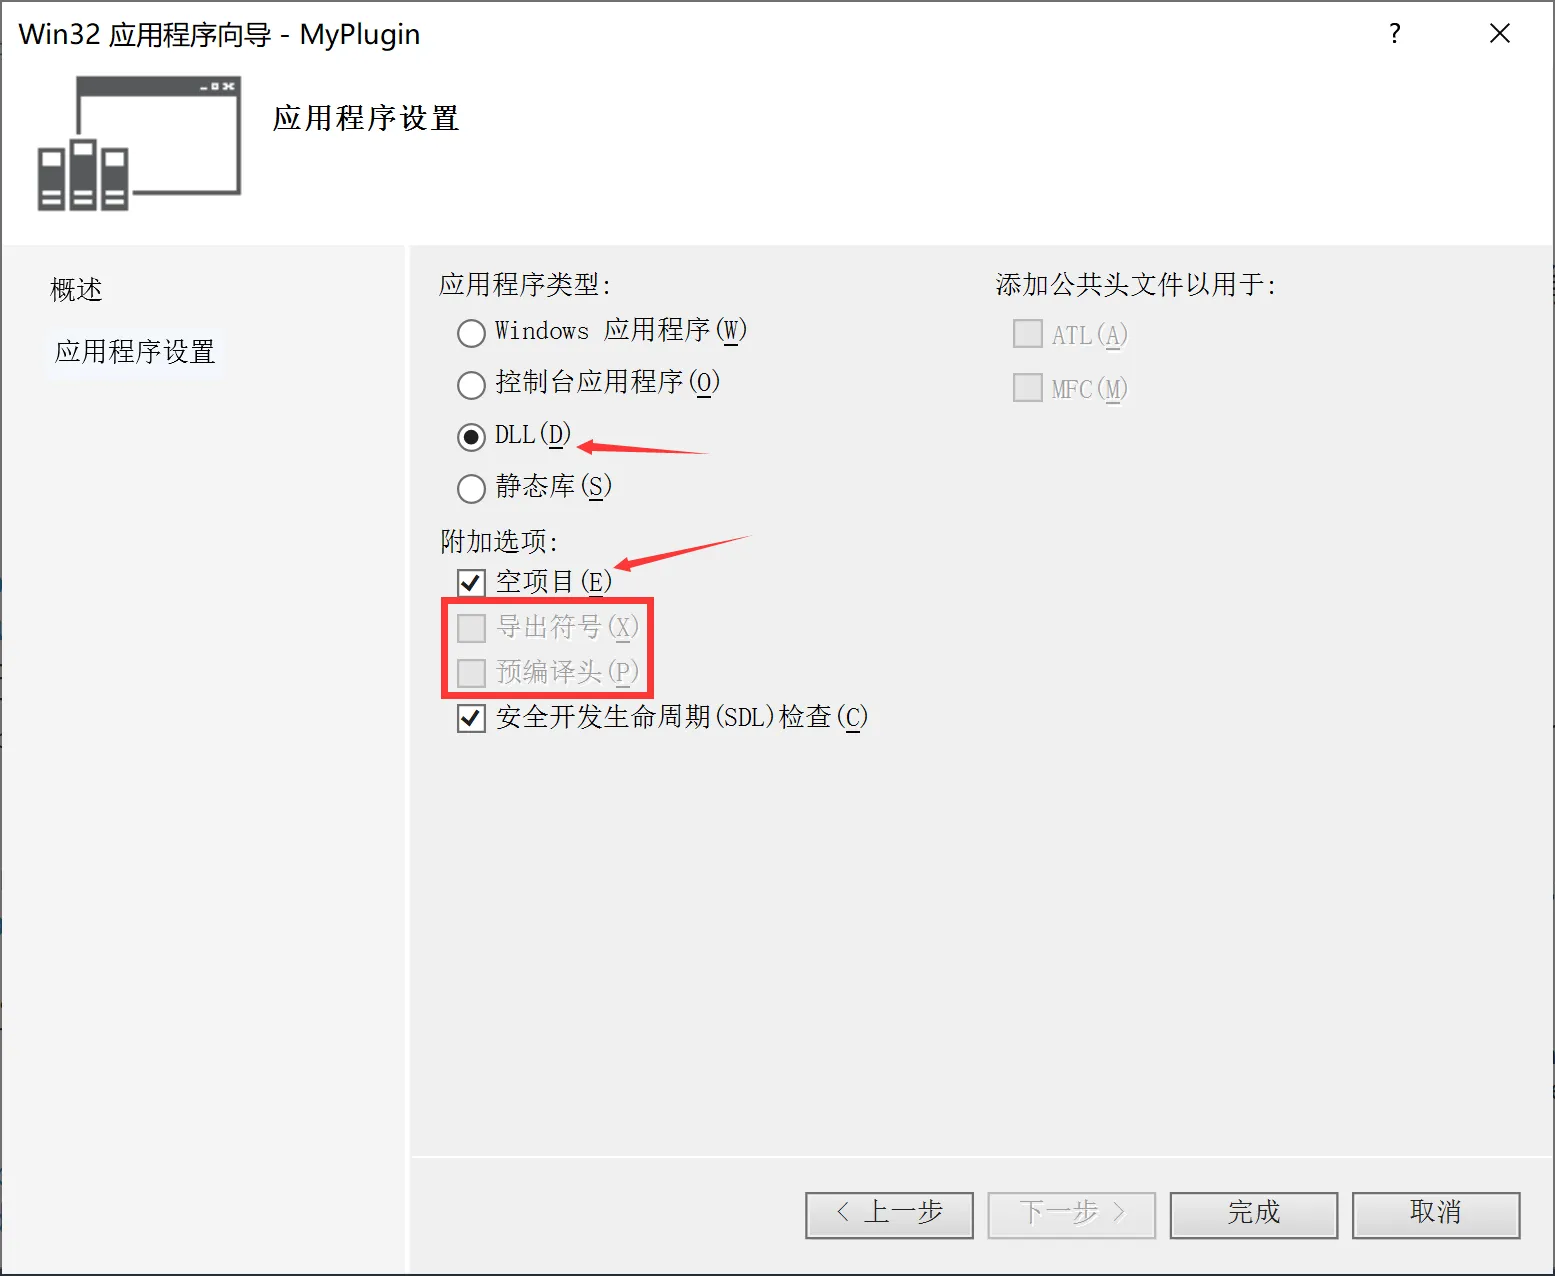 Win32 应用程序向导 - MyPlugin
?
应用程序设置
概述
应用程序设置
应用程序类型:
Windows 应用程序(W)
控制台应用程序(O)
DLL(D)
静态库(S)
附加选项:
空项目(E)
导出符号(X)
预编译头(P)
安全开发生命周期(SDL)检查(C)
添加公共头文件以用于:
ATL(A)
MFC(M)
< 上一步
下一步 >
完成
取消